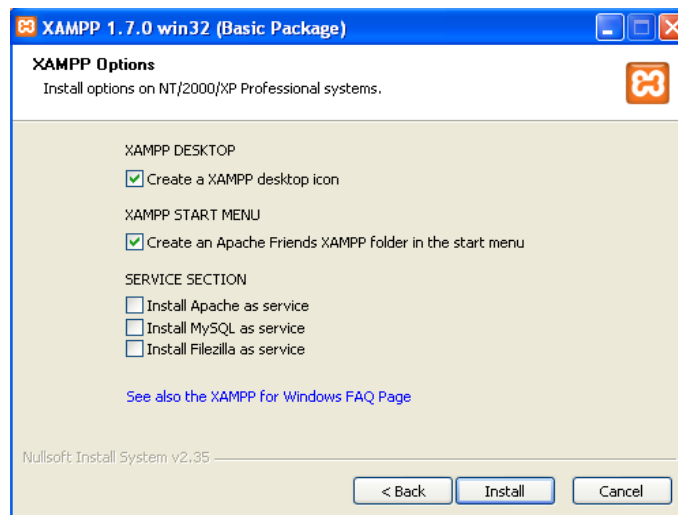 XAMPP 1.7.0 win32 (Basic Package)
XAMPP Options
Install options on NT/2000/XP Professional systems.
XAMPP DESKTOP
Create a XAMPP desktop icon
XAMPP START MENU
Create an Apache Friends XAMPP folder in the start menu
SERVICE SECTION
Install Apache as service
Install MySQL as service
Install Filezilla as service
See also the XAMPP for Windows FAQ Page
Nullsoft Install System v2.35
< Back Install Cancel